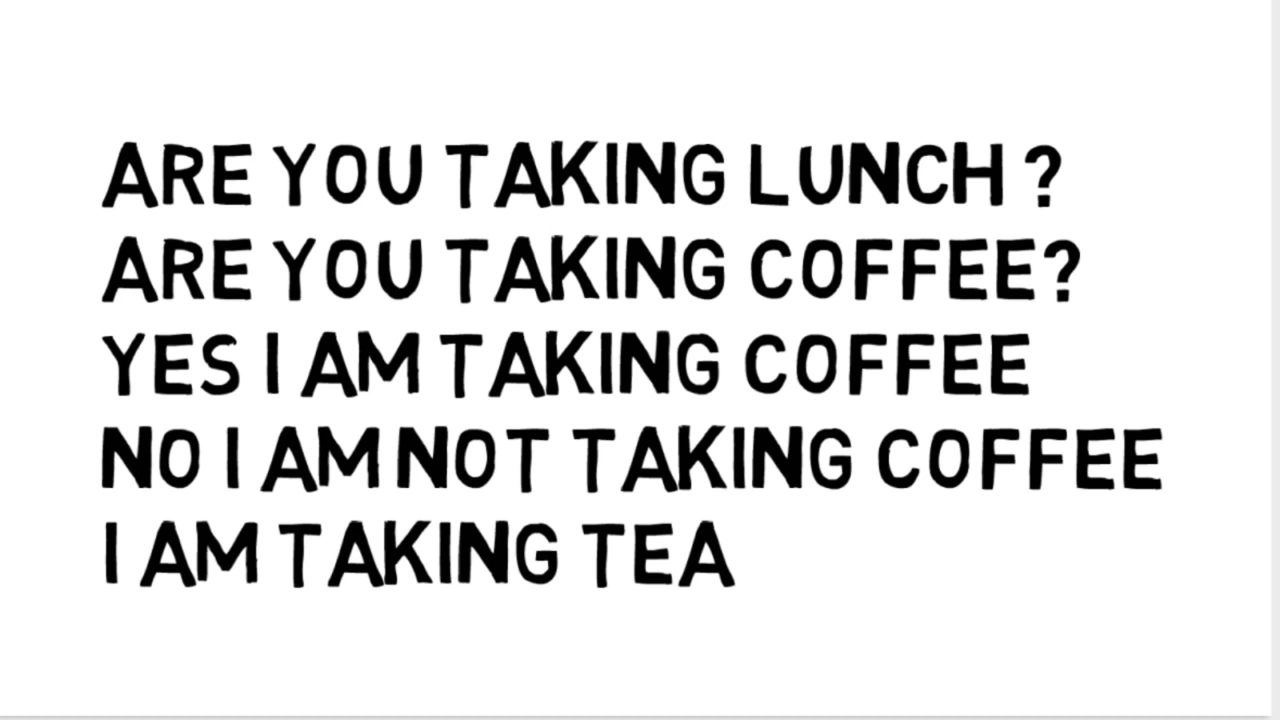 ARE YOU TAKING LUNCH ?
ARE YOU TAKING COFFEE?
YES I AM TAKING COFFEE
NO I AM NOT TAKING COFFEE
I AM TAKING TEA